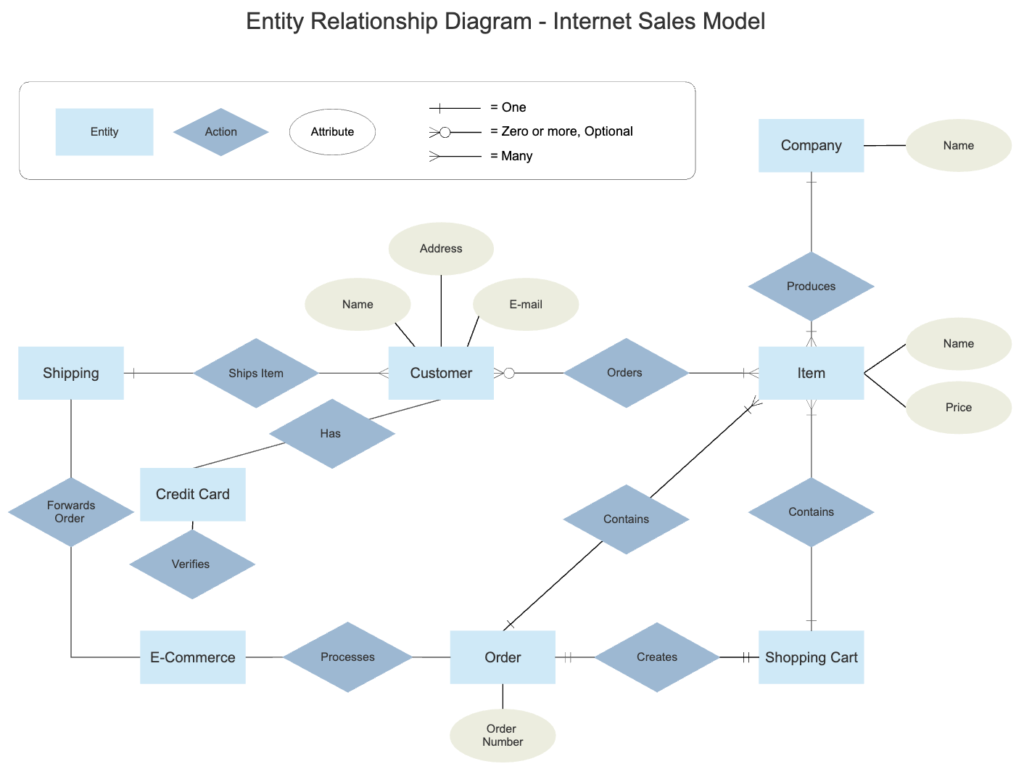 Entity Relationship Diagram - Internet Sales Model
Entity
Action
Attribute
= One
= Zero or more, Optional
= Many
Company
Name
Address
Name
E-mail
Produces
Name
Shipping
Ships Item
Customer
Orders
Item
Price
Has
Credit Card
Forwards
Order
Contains
Contains
Verifies
E-Commerce
Processes
Order
Creates
Shopping Cart
Order
Number